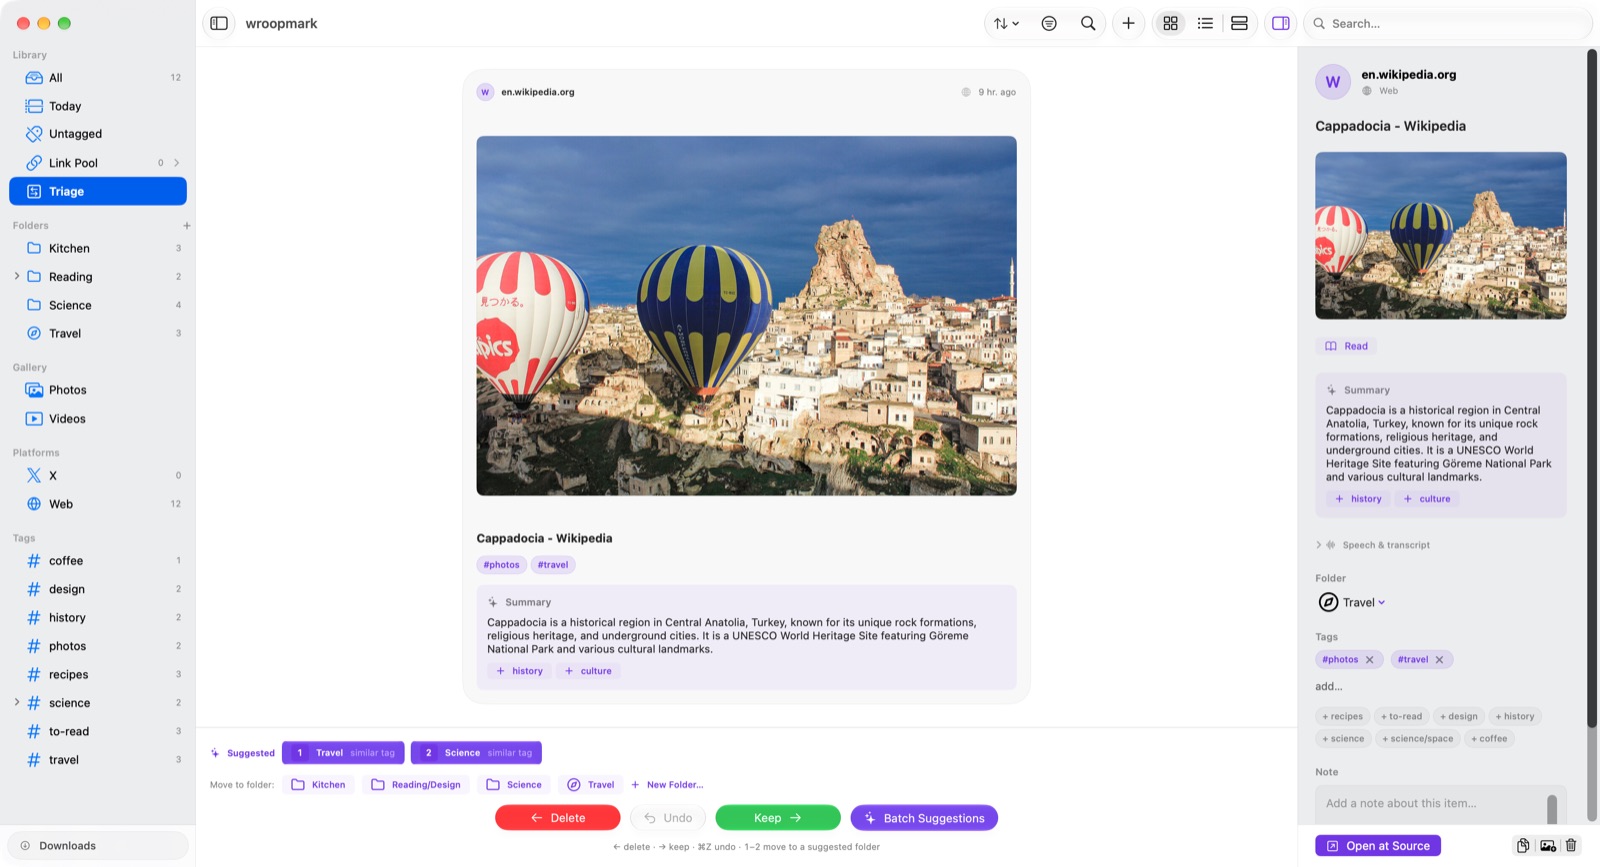 wroopmark
Search...
Library
All 12
Today
Untagged
Link Pool 0
Triage
Folders +
Kitchen 3
Reading 2
Science 4
Travel 3
Gallery
Photos
Videos
Platforms
X 0
Web 12
Tags
coffee 1
design 2
history 2
photos 2
recipes 3
science 2
to-read 3
travel 3
Downloads
W en.wikipedia.org 9 hr. ago
見つかる。
pics
Cappadocia - Wikipedia
#photos #travel
Summary
Cappadocia is a historical region in Central Anatolia, Turkey, known for its unique rock formations,
religious heritage, and underground cities. It is a UNESCO World Heritage Site featuring Göreme
National Park and various cultural landmarks.
+ history + culture
Suggested 1 Travel similar tag 2 Science similar tag
Move to folder: Kitchen Reading/Design Science Travel + New Folder...
← Delete Undo Keep → Batch Suggestions
← delete · → keep · ⌘Z undo · 1–2 move to a suggested folder
W en.wikipedia.org
Web
Cappadocia - Wikipedia
pics
Read
Summary
Cappadocia is a historical region in Central
Anatolia, Turkey, known for its unique rock
formations, religious heritage, and
underground cities. It is a UNESCO World
Heritage Site featuring Göreme National Park
and various cultural landmarks.
+ history + culture
Speech & transcript
Folder
Travel
Tags
#photos #travel
add...
+ recipes + to-read + design + history
+ science + science/space + coffee
Note
Add a note about this item...
Open at Source